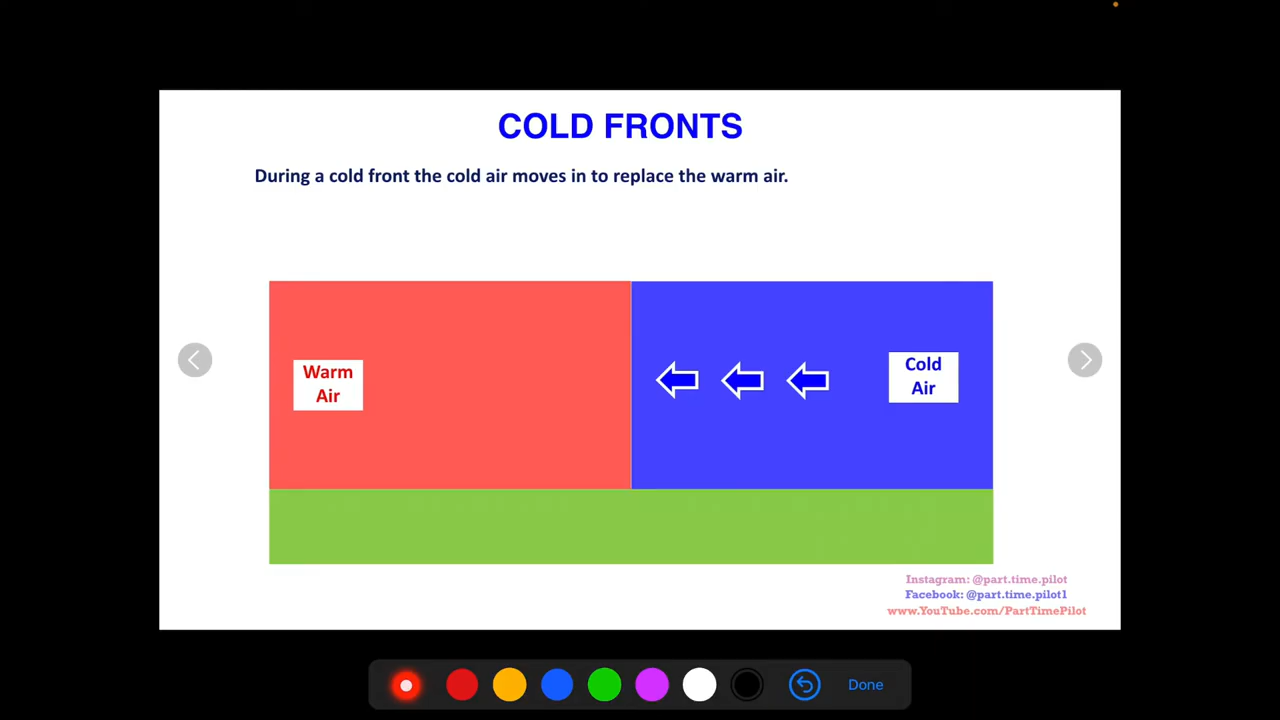 COLD FRONTS
During a cold front the cold air moves in to replace the warm air.
Warm
Air
Cold
Air
Instagram: @part.time.pilot
Facebook: @part.time.pilot1
www.YouTube.com/PartTimePilot
Done